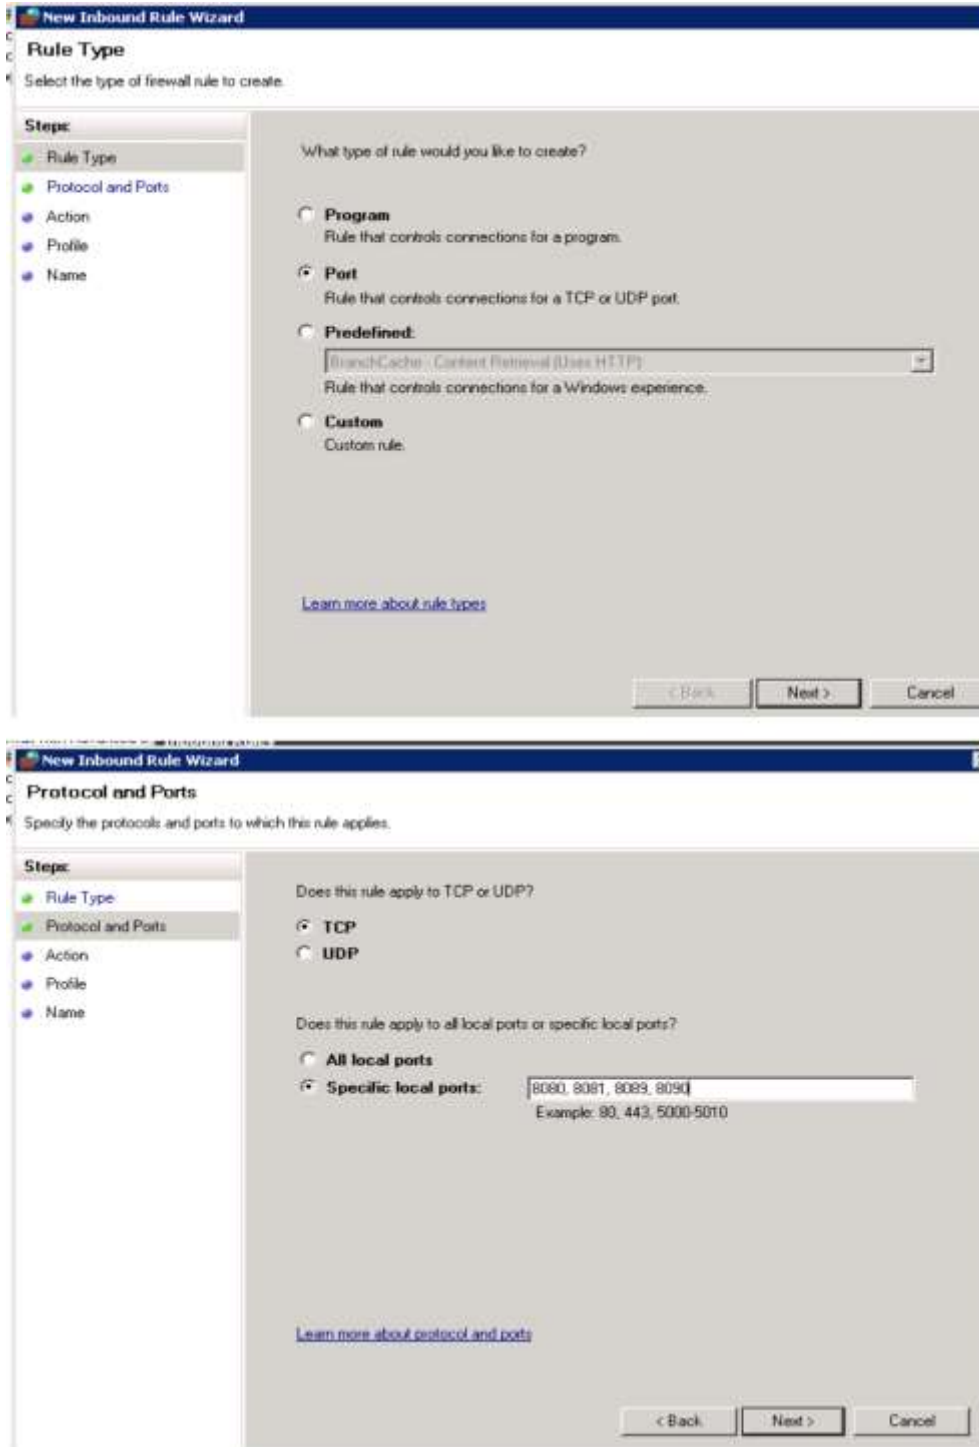 New Inbound Rule Wizard
Rule Type
Select the type of firewall rule to create.
Steps:
Rule Type
Protocol and Ports
Action
Profile
Name
What type of rule would you like to create?
Program
Rule that controls connections for a program.
Port
Rule that controls connections for a TCP or UDP port.
Predefined:
BranchCache - Content Retrieval (Uses HTTP)
Rule that controls connections for a Windows experience.
Custom
Custom rule.
Learn more about rule types
< Back
Next >
Cancel
Inbound Rules
New Inbound Rule Wizard
Protocol and Ports
Specify the protocols and ports to which this rule applies.
Steps:
Rule Type
Protocol and Ports
Action
Profile
Name
Does this rule apply to TCP or UDP?
TCP
UDP
Does this rule apply to all local ports or specific local ports?
All local ports
Specific local ports:
8080, 8081, 8089, 8090
Example: 80, 443, 5000-5010
Learn more about protocol and ports
< Back
Next >
Cancel